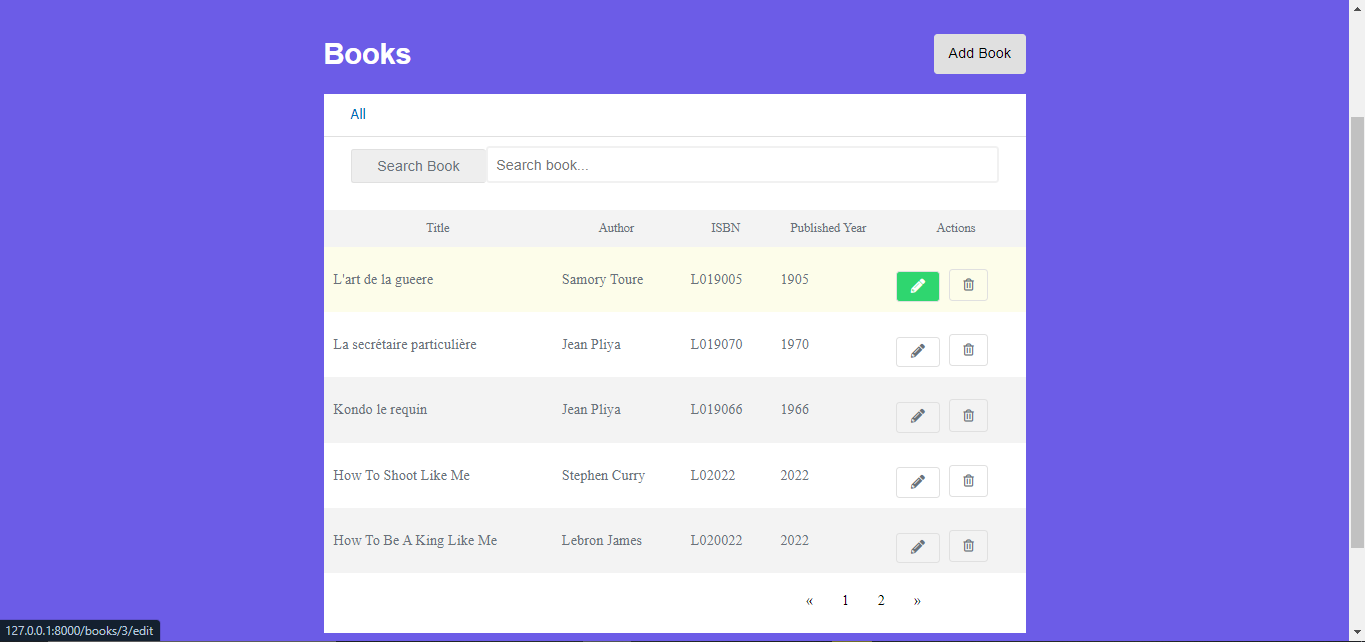 Books
Add Book
All
Search Book Search book...
Title Author ISBN Published Year Actions
L'art de la gueere Samory Toure L019005 1905
La secrétaire particulière Jean Pliya L019070 1970
Kondo le requin Jean Pliya L019066 1966
How To Shoot Like Me Stephen Curry L02022 2022
How To Be A King Like Me Lebron James L020022 2022
« 1 2 »
127.0.0.1:8000/books/3/edit